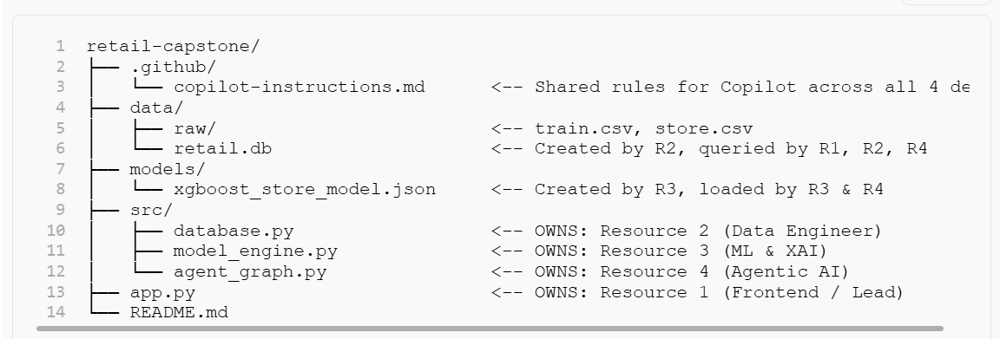 1 retail-capstone/
2 ├── .github/
3 │   └── copilot-instructions.md <-- Shared rules for Copilot across all 4 de
4 ├── data/
5 │   ├── raw/ <-- train.csv, store.csv
6 │   └── retail.db <-- Created by R2, queried by R1, R2, R4
7 ├── models/
8 │   └── xgboost_store_model.json <-- Created by R3, loaded by R3 & R4
9 ├── src/
10 │   ├── database.py <-- OWNS: Resource 2 (Data Engineer)
11 │   ├── model_engine.py <-- OWNS: Resource 3 (ML & XAI)
12 │   └── agent_graph.py <-- OWNS: Resource 4 (Agentic AI)
13 ├── app.py <-- OWNS: Resource 1 (Frontend / Lead)
14 └── README.md